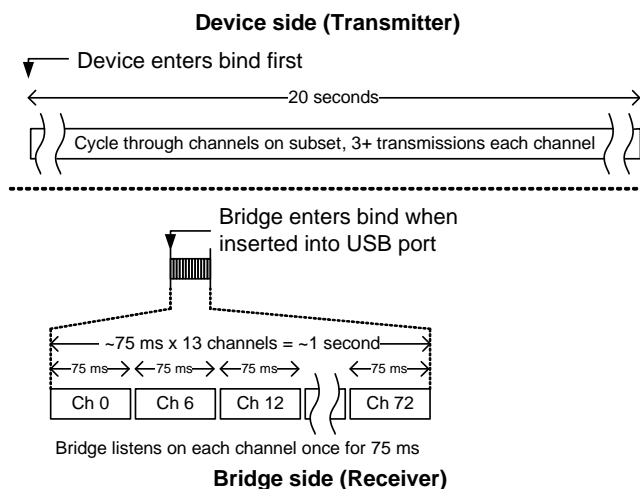 Device side (Transmitter)
Device enters bind first
20 seconds
Cycle through channels on subset, 3+ transmissions each channel
Bridge enters bind when
inserted into USB port
~75 ms x 13 channels = ~1 second
75 ms 75 ms 75 ms 75 ms
Ch 0 Ch 6 Ch 12 Ch 72
Bridge listens on each channel once for 75 ms
Bridge side (Receiver)